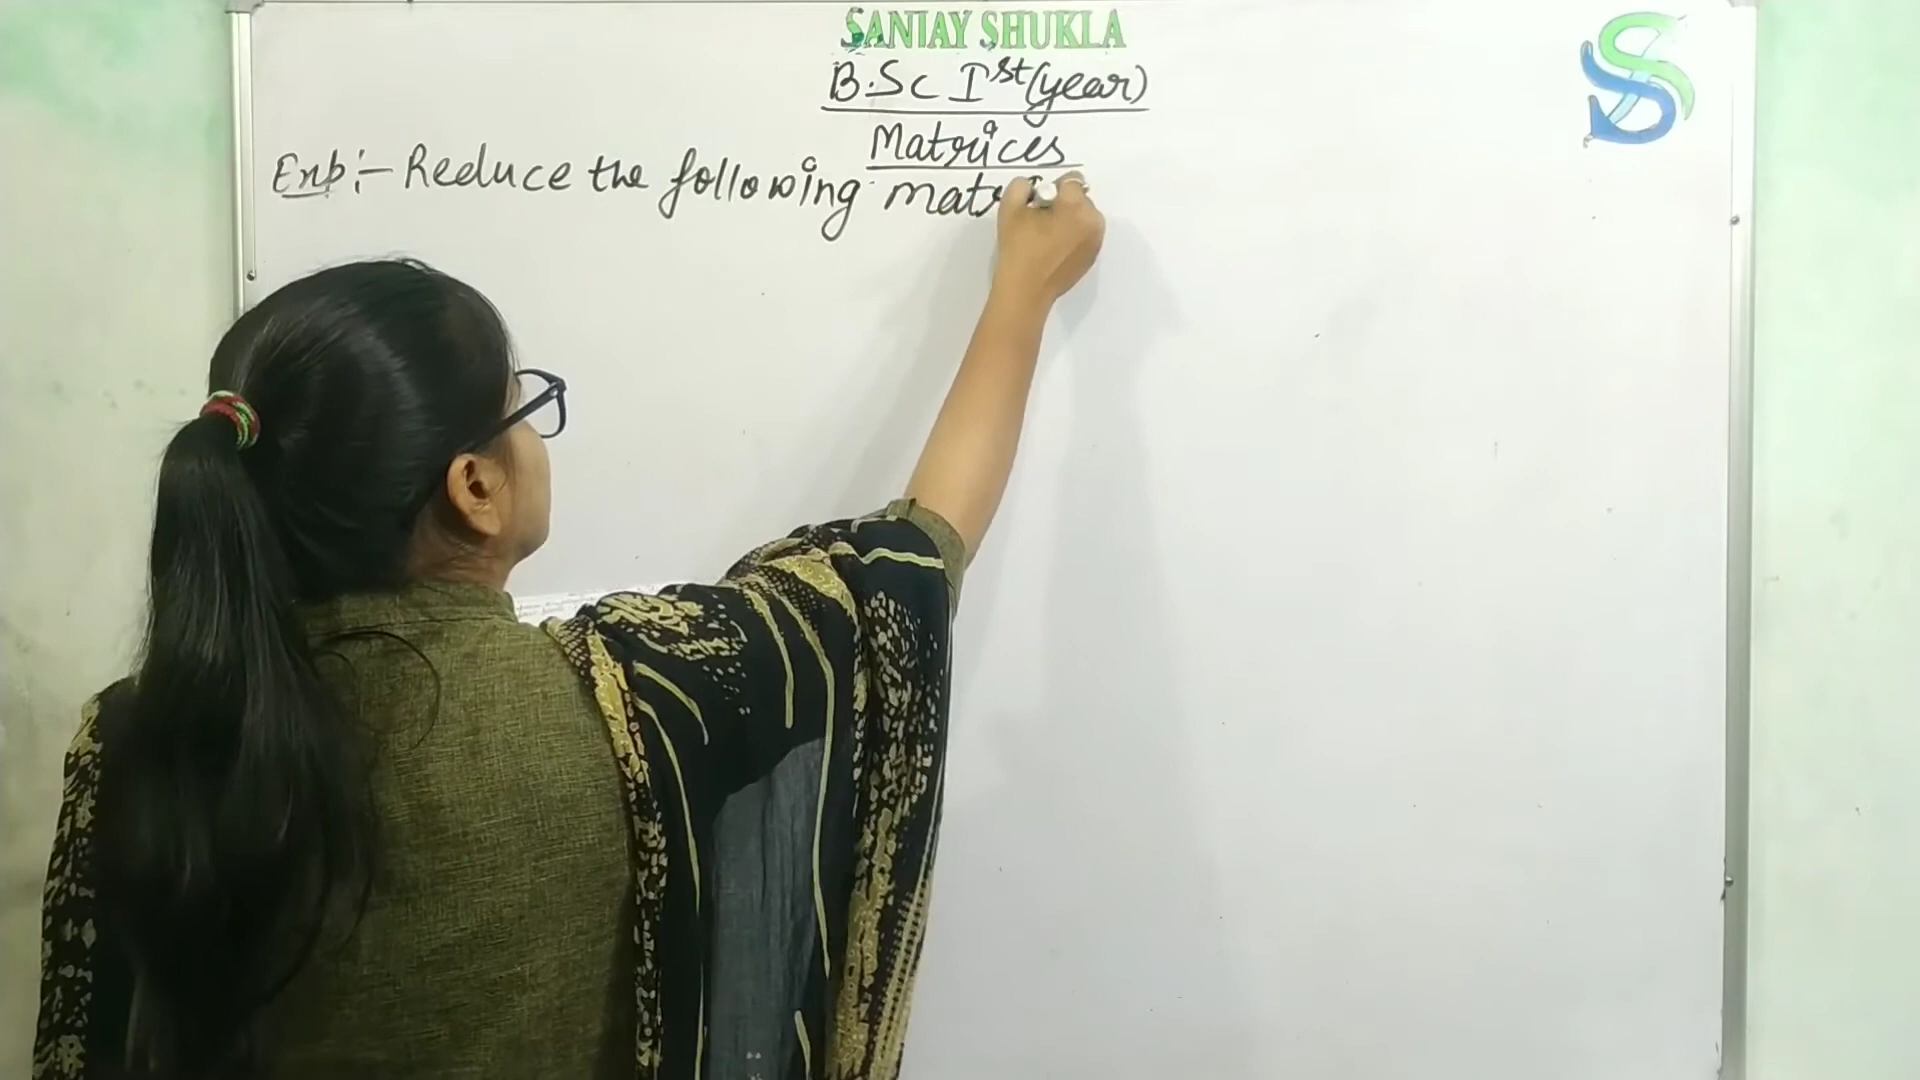 SANJAY SHUKLA
B.Sc Ist (year)
Matrices
Exp:- Reduce the following